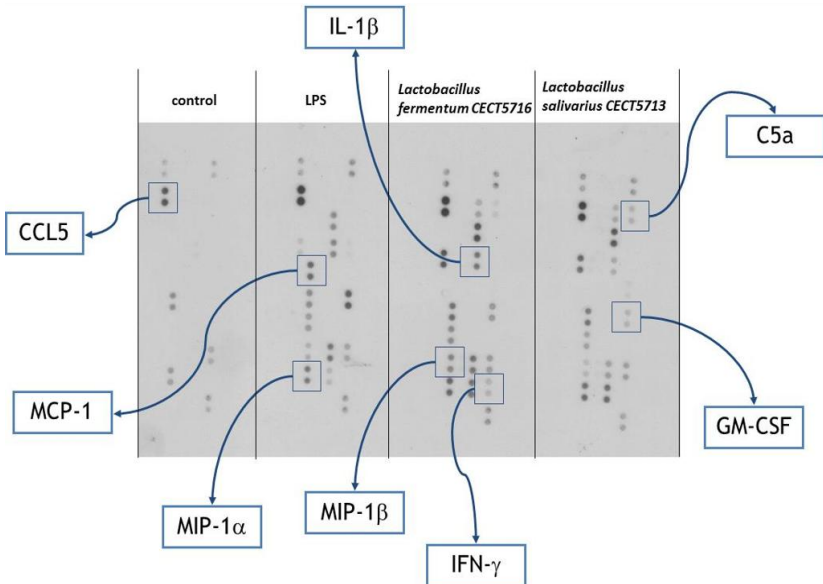 IL-1β
control
LPS
Lactobacillus
fermentum CECT5716
Lactobacillus
salivarius CECT5713
C5a
CCL5
MCP-1
GM-CSF
MIP-1α
MIP-1β
IFN-γ